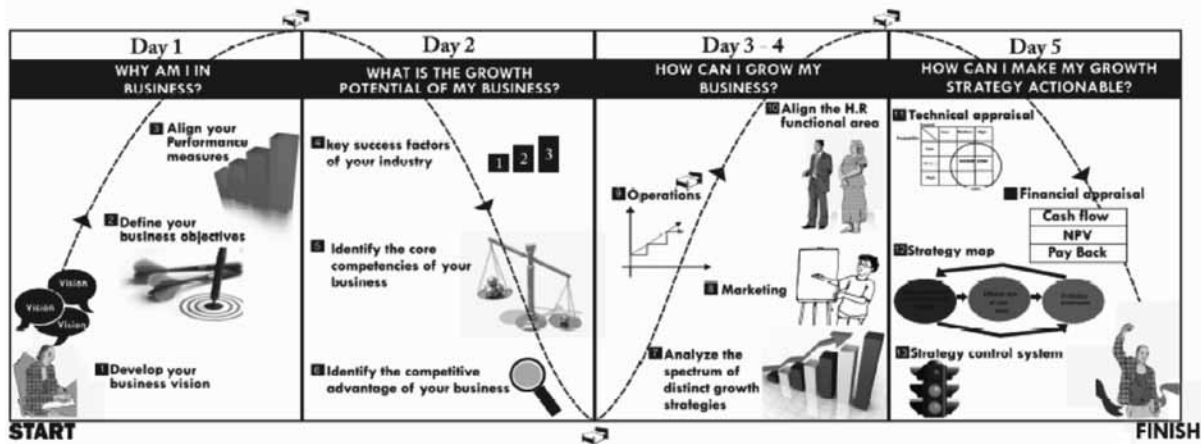 Day 1
WHY AM I IN
BUSINESS?
3 Align your
Performance
measures
2 Define your
business objectives
Vision
Vision
Vision
1 Develop your
business vision
START
Day 2
WHAT IS THE GROWTH
POTENTIAL OF MY BUSINESS?
4 key success factors
of your industry
1 2 3
5 Identify the core
competencies of your
business
6 Identify the competitive
advantage of your business
Day 3 - 4
HOW CAN I GROW MY
BUSINESS?
10 Align the H.R
functional area
9 Operations
8 Marketing
7 Analyze the
spectrum of
distinct growth
strategies
Day 5
HOW CAN I MAKE MY GROWTH
STRATEGY ACTIONABLE?
11 Technical appraisal
Financial appraisal
Cash flow
NPV
Pay Back
12 Strategy map
13 Strategy control system
FINISH